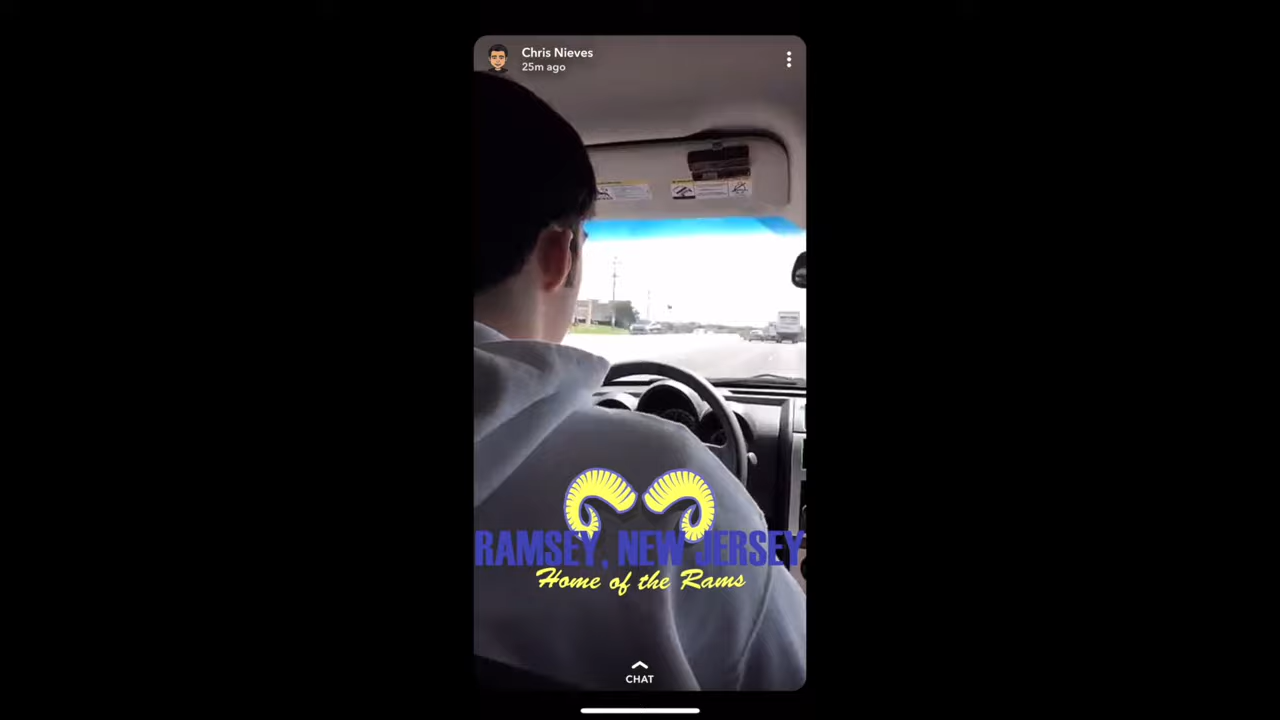 Chris Nieves
25m ago
RAMSEY, NEW JERSEY
Home of the Rams
CHAT